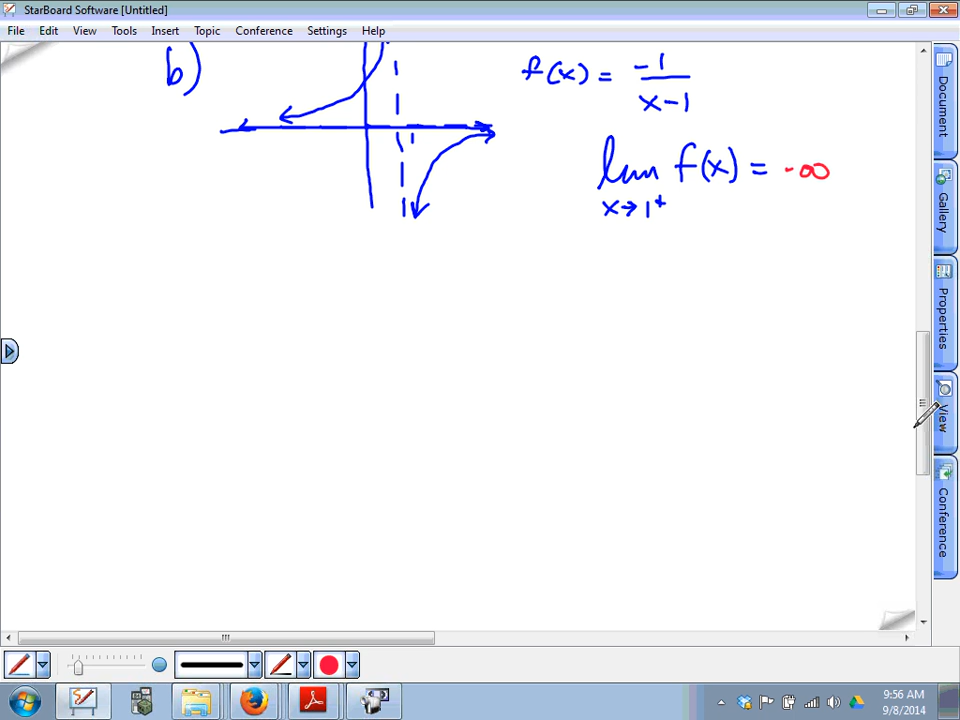 StarBoard Software [Untitled]
File Edit View Tools Insert Topic Conference Settings Help
b)
f(x) = -1
x-1
1
lim f(x) = -∞
x→1⁺
Document
Gallery
Properties
View
Conference
9:56 AM
9/8/2014